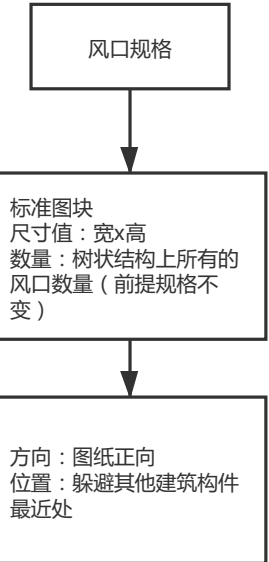 风口规格
标准图块
尺寸值：宽x高
数量：树状结构上所有的
风口数量（前提规格不
变）
方向：图纸正向
位置：躲避其他建筑构件
最近处